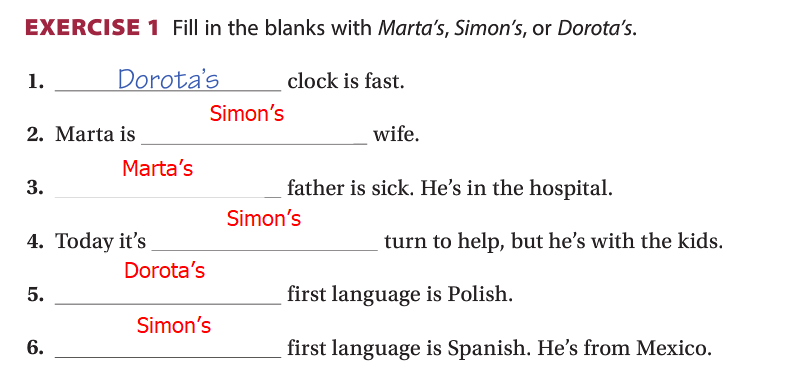 EXERCISE 1 Fill in the blanks with Marta's, Simon's, or Dorota's.
1. Dorota's clock is fast.
2. Marta is Simon's wife.
3. Marta's father is sick. He's in the hospital.
4. Today it's Simon's turn to help, but he's with the kids.
5. Dorota's first language is Polish.
6. Simon's first language is Spanish. He's from Mexico.